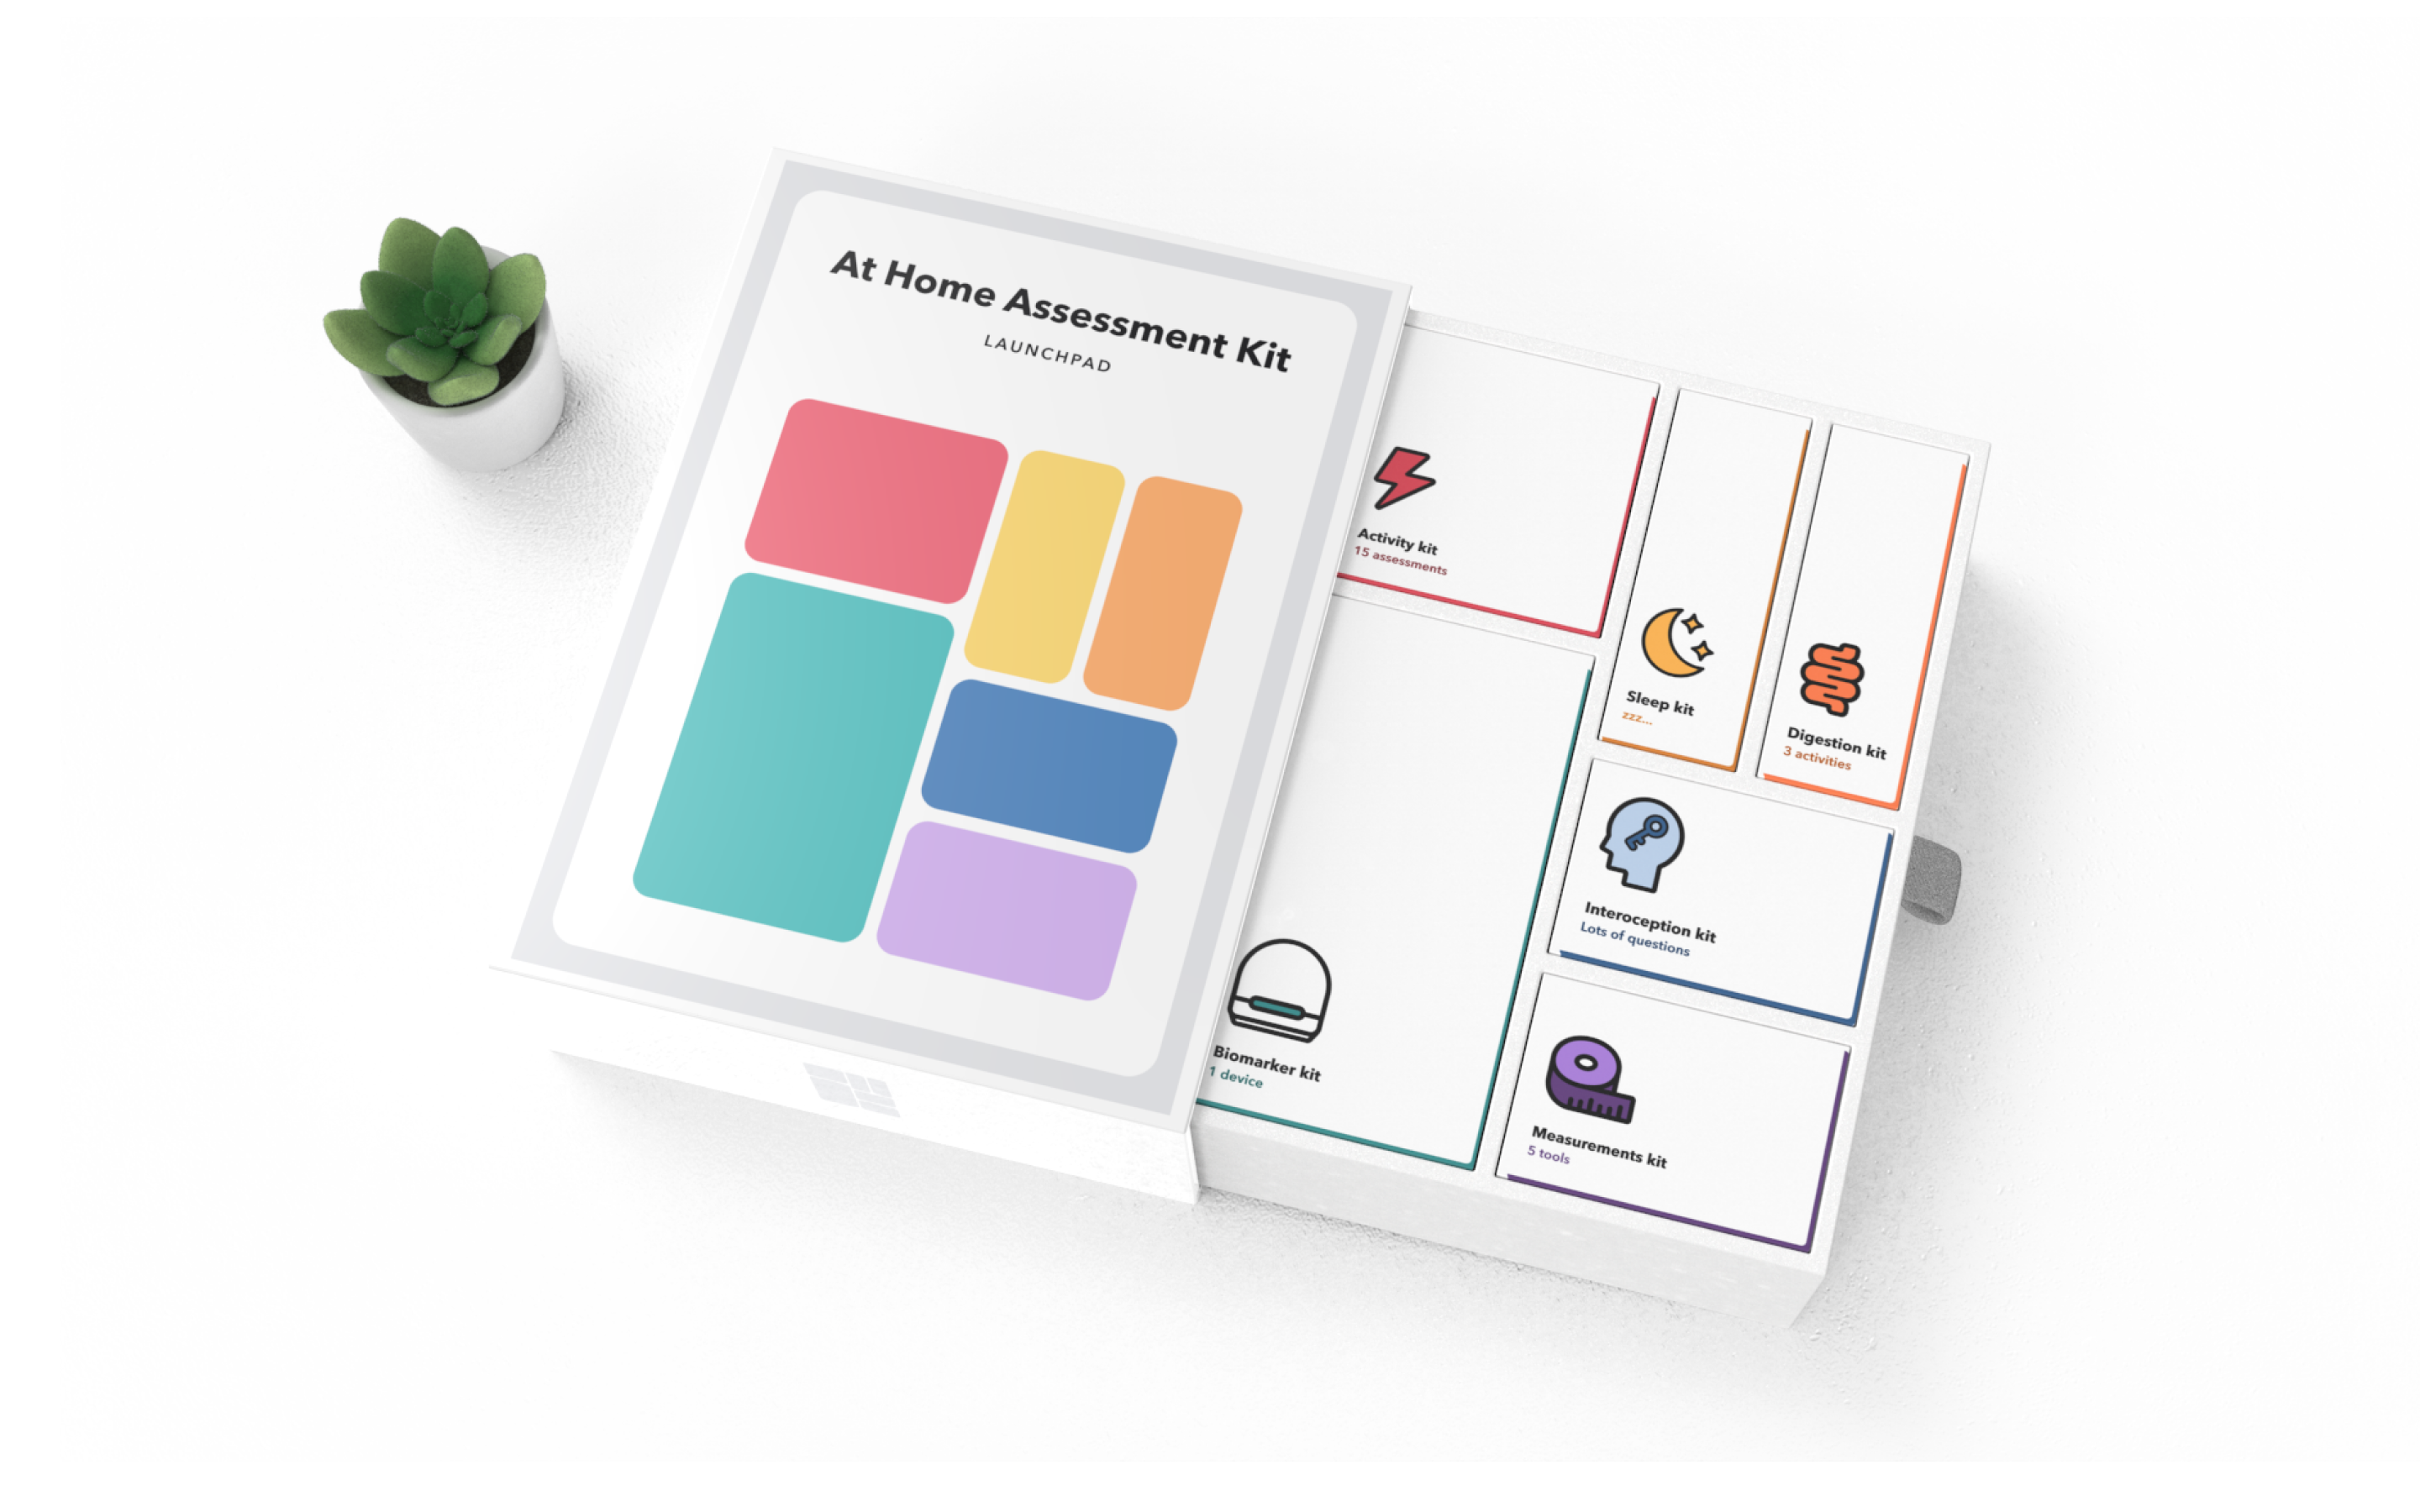 At Home Assessment Kit
LAUNCHPAD
Activity kit
15 assessments
Sleep kit
zzz...
Digestion kit
3 activities
Interoception kit
Lots of questions
Biomarker kit
1 device
Measurements kit
5 tools